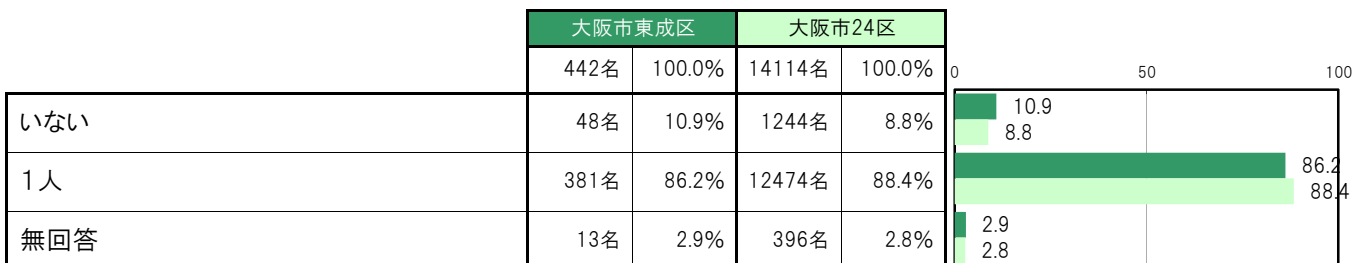 大阪市東成区 大阪市24区
442名 100.0% 14114名 100.0% 0 50 100
いない 48名 10.9% 1244名 8.8% 10.9
8.8
1人 381名 86.2% 12474名 88.4% 86.2
88.4
無回答 13名 2.9% 396名 2.8% 2.9
2.8